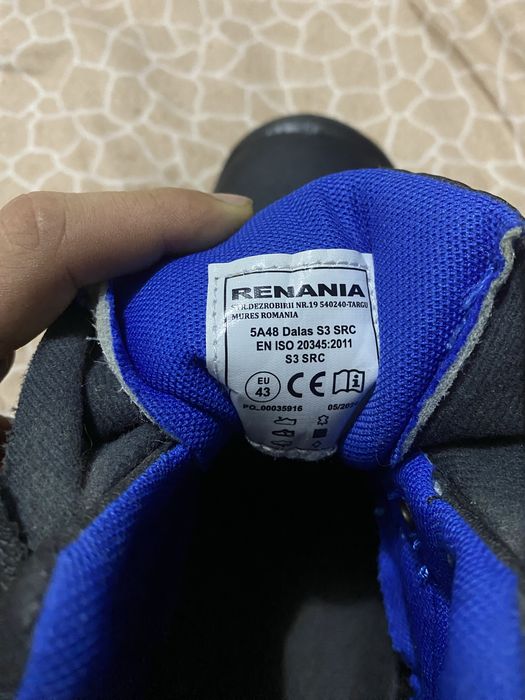 RENANIA
STR.DEZROBIRII NR.19 540240-TARGU
MURES ROMANIA
5A48 Dalas S3 SRC
EN ISO 20345:2011
S3 SRC
EU
43
CE
i
PO_00035916